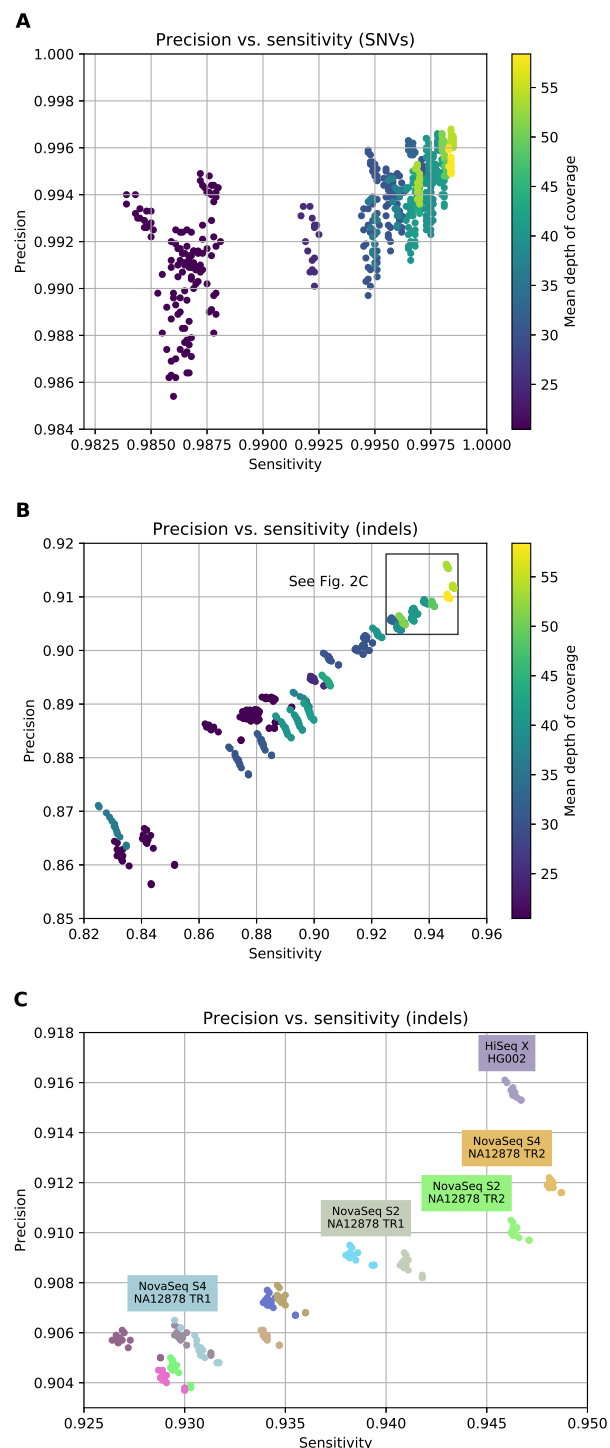 A
Precision vs. sensitivity (SNVs)
1.000
0.998
0.996
0.994
0.992
0.990
0.988
0.986
0.984
Precision
0.9825 0.9850 0.9875 0.9900 0.9925 0.9950 0.9975 1.0000
Sensitivity
55
50
45
40
35
30
25
Mean depth of coverage
B
Precision vs. sensitivity (indels)
0.92
0.91
0.90
0.89
0.88
0.87
0.86
0.85
Precision
See Fig. 2C
0.82 0.84 0.86 0.88 0.90 0.92 0.94 0.96
Sensitivity
55
50
45
40
35
30
25
Mean depth of coverage
C
Precision vs. sensitivity (indels)
0.918
0.916
0.914
0.912
0.910
0.908
0.906
0.904
Precision
HiSeq X
HG002
NovaSeq S4
NA12878 TR2
NovaSeq S2
NA12878 TR2
NovaSeq S2
NA12878 TR1
NovaSeq S4
NA12878 TR1
0.925 0.930 0.935 0.940 0.945 0.950
Sensitivity